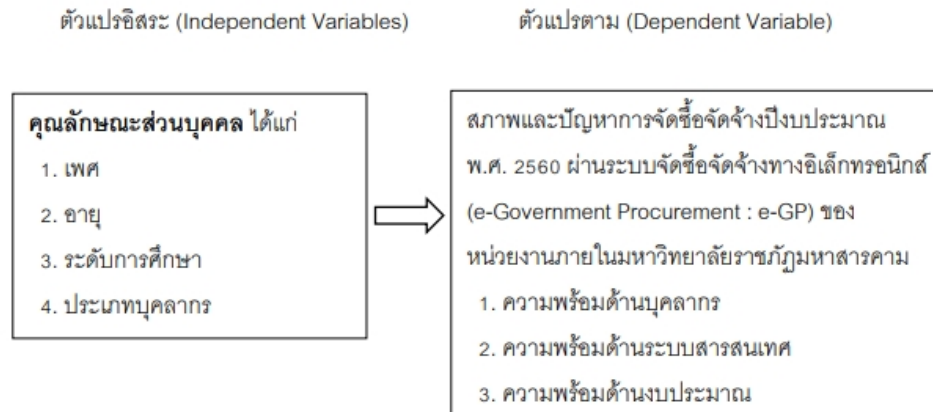 ตัวแปรอิสระ (Independent Variables)
ตัวแปรตาม (Dependent Variable)
คุณลักษณะส่วนบุคคล ได้แก่
1. เพศ
2. อายุ
3. ระดับการศึกษา
4. ประเภทบุคลากร
สภาพและปัญหาการจัดซื้อจัดจ้างปีงบประมาณ
พ.ศ. 2560 ผ่านระบบจัดซื้อจัดจ้างทางอิเล็กทรอนิกส์
(e-Government Procurement : e-GP) ของ
หน่วยงานภายในมหาวิทยาลัยราชภัฏมหาสารคาม
1. ความพร้อมด้านบุคลากร
2. ความพร้อมด้านระบบสารสนเทศ
3. ความพร้อมด้านงบประมาณ